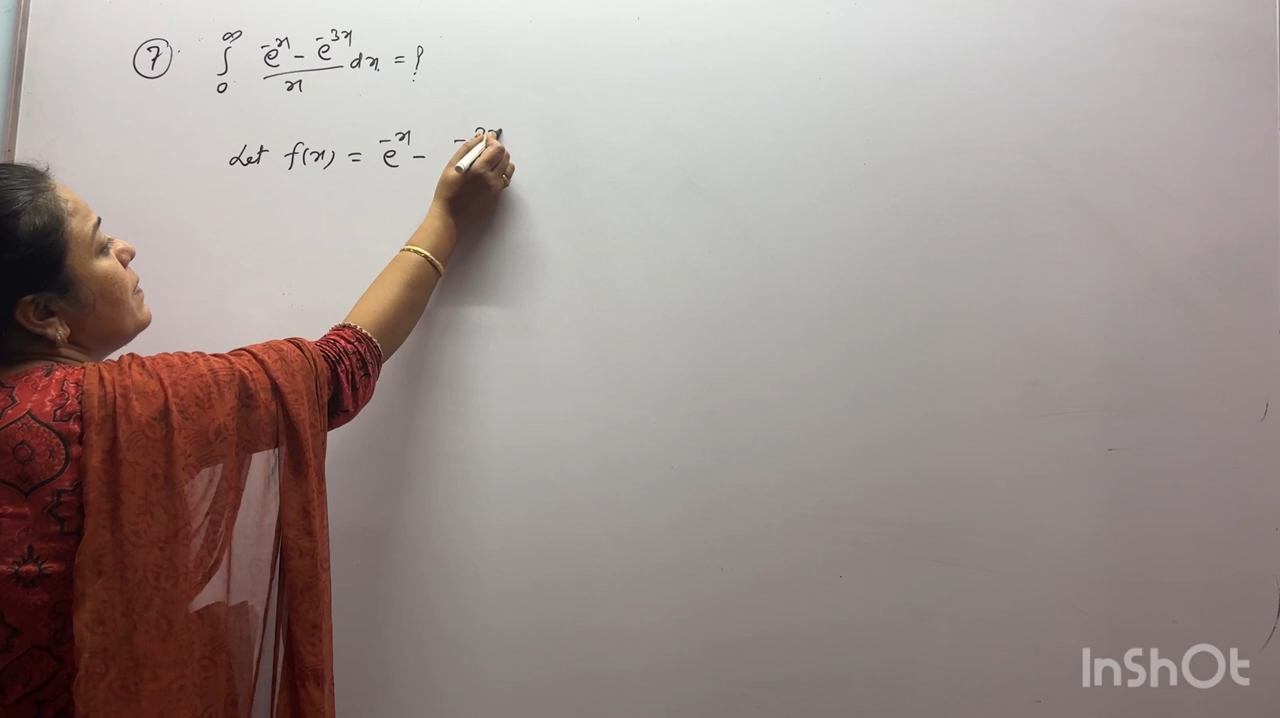 7. ∫₀^∞ (e^{-x} - e^{-3x})/x dx = ?
Let f(x) = e^{-x} -
InShOt